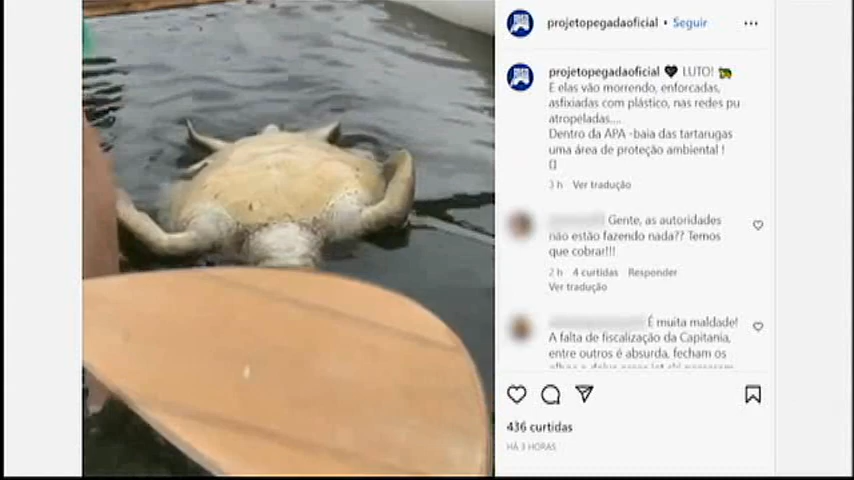 projetopegadaoficial • Seguir
projetopegadaoficial 🖤 LUTO! 🐢
E elas vão morrendo, enforcadas,
asfixiadas com plástico, nas redes pu
atropeladas....
Dentro da APA -baia das tartarugas
uma área de proteção ambiental !
3 h Ver tradução
Gente, as autoridades
não estão fazendo nada?? Temos
que cobrar!!!
2 h 4 curtidas Responder
Ver tradução
É muita maldade!
A falta de fiscalização da Capitania,
entre outros é absurda, fecham os
436 curtidas
HÁ 3 HORAS